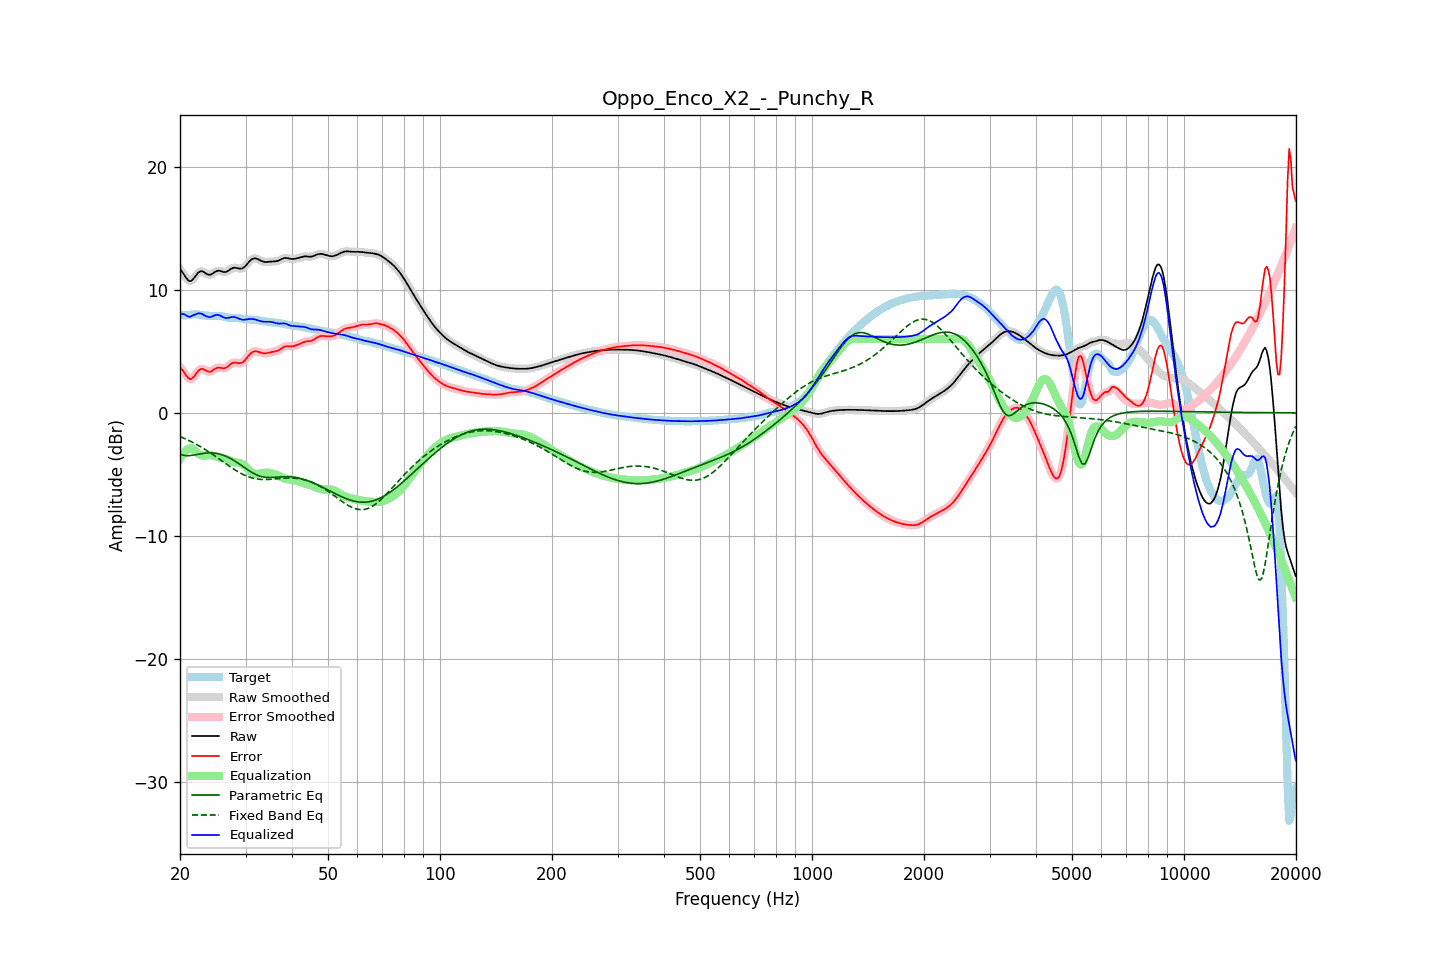 Oppo_Enco_X2_-_Punchy_R
Amplitude (dBr)
20
10
0
−10
−20
−30
Target
Raw Smoothed
Error Smoothed
Raw
Error
Equalization
Parametric Eq
Fixed Band Eq
Equalized
20 50 100 200 500 1000 2000 5000 10000 20000
Frequency (Hz)